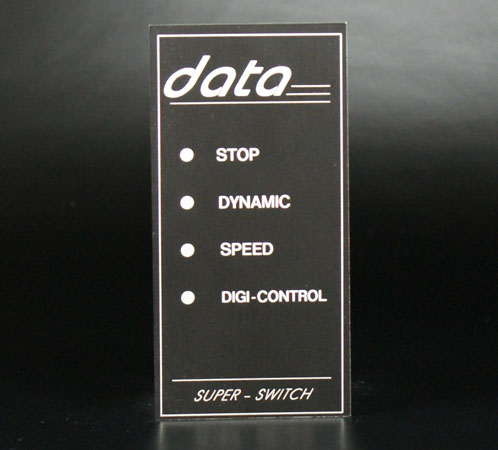 data
STOP
DYNAMIC
SPEED
DIGI-CONTROL
SUPER - SWITCH